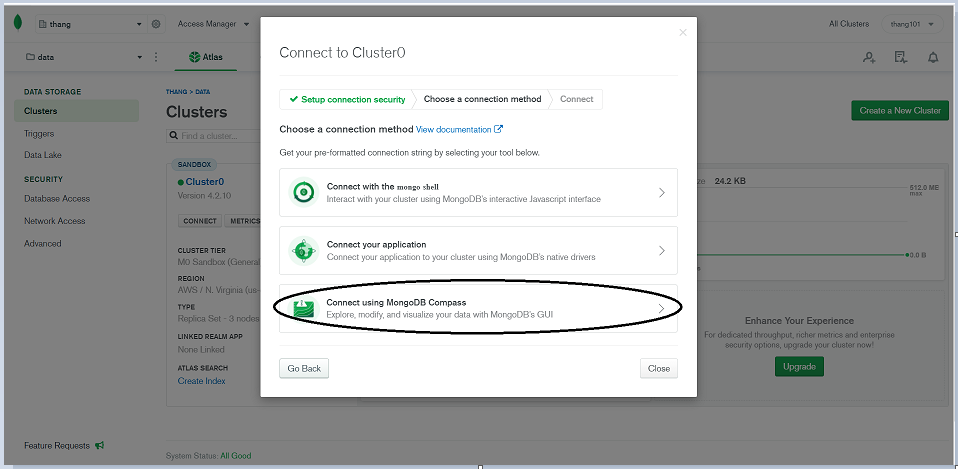 thang
Access Manager
All Clusters
thang101
data
Atlas
DATA STORAGE
Clusters
Triggers
Data Lake
SECURITY
Database Access
Network Access
Advanced
Feature Requests
THANG > DATA
Clusters
Find a cluster...
Create a New Cluster
SANDBOX
Cluster0
Version 4.2.10
CONNECT
METRICS
CLUSTER TIER
M0 Sandbox (General
REGION
AWS / N. Virginia (us-
TYPE
Replica Set - 3 nodes
LINKED REALM APP
None Linked
ATLAS SEARCH
Create Index
Connect to Cluster0
Setup connection security
Choose a connection method
Connect
Choose a connection method View documentation
Get your pre-formatted connection string by selecting your tool below.
Connect with the mongo shell
Interact with your cluster using MongoDB's interactive Javascript interface
Connect your application
Connect your application to your cluster using MongoDB's native drivers
Connect using MongoDB Compass
Explore, modify, and visualize your data with MongoDB's GUI
Go Back
Close
24.2 KB
512.0 MB
max
0.0 B
Enhance Your Experience
For dedicated throughput, richer metrics and enterprise
security options, upgrade your cluster now!
Upgrade
System Status: All Good